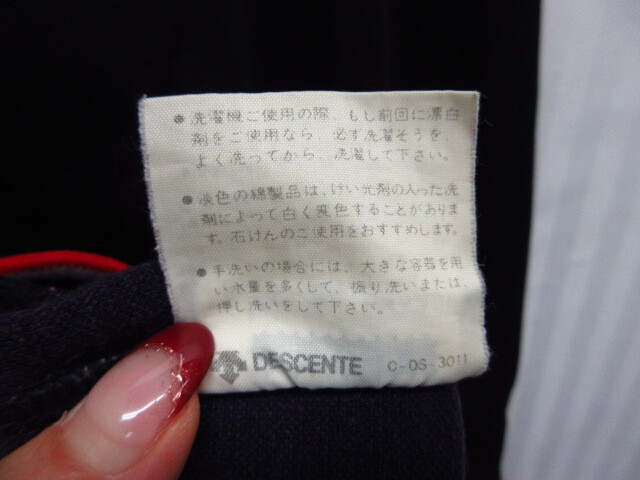 ● 洗濯機ご使用の際、もし前回に漂白
剤をご使用なら、必ず洗濯そうを、
よく洗ってから、洗濯して下さい。
● 淡色の綿製品は、けい光剤の入った洗
剤によって白く変色することがありま
す。石けんのご使用をおすすめします。
● 手洗いの場合には、大きな容器を用
い水量を多くして、振り洗いまたは、
押し洗いをして下さい。
DESCENTE C-OS-3011